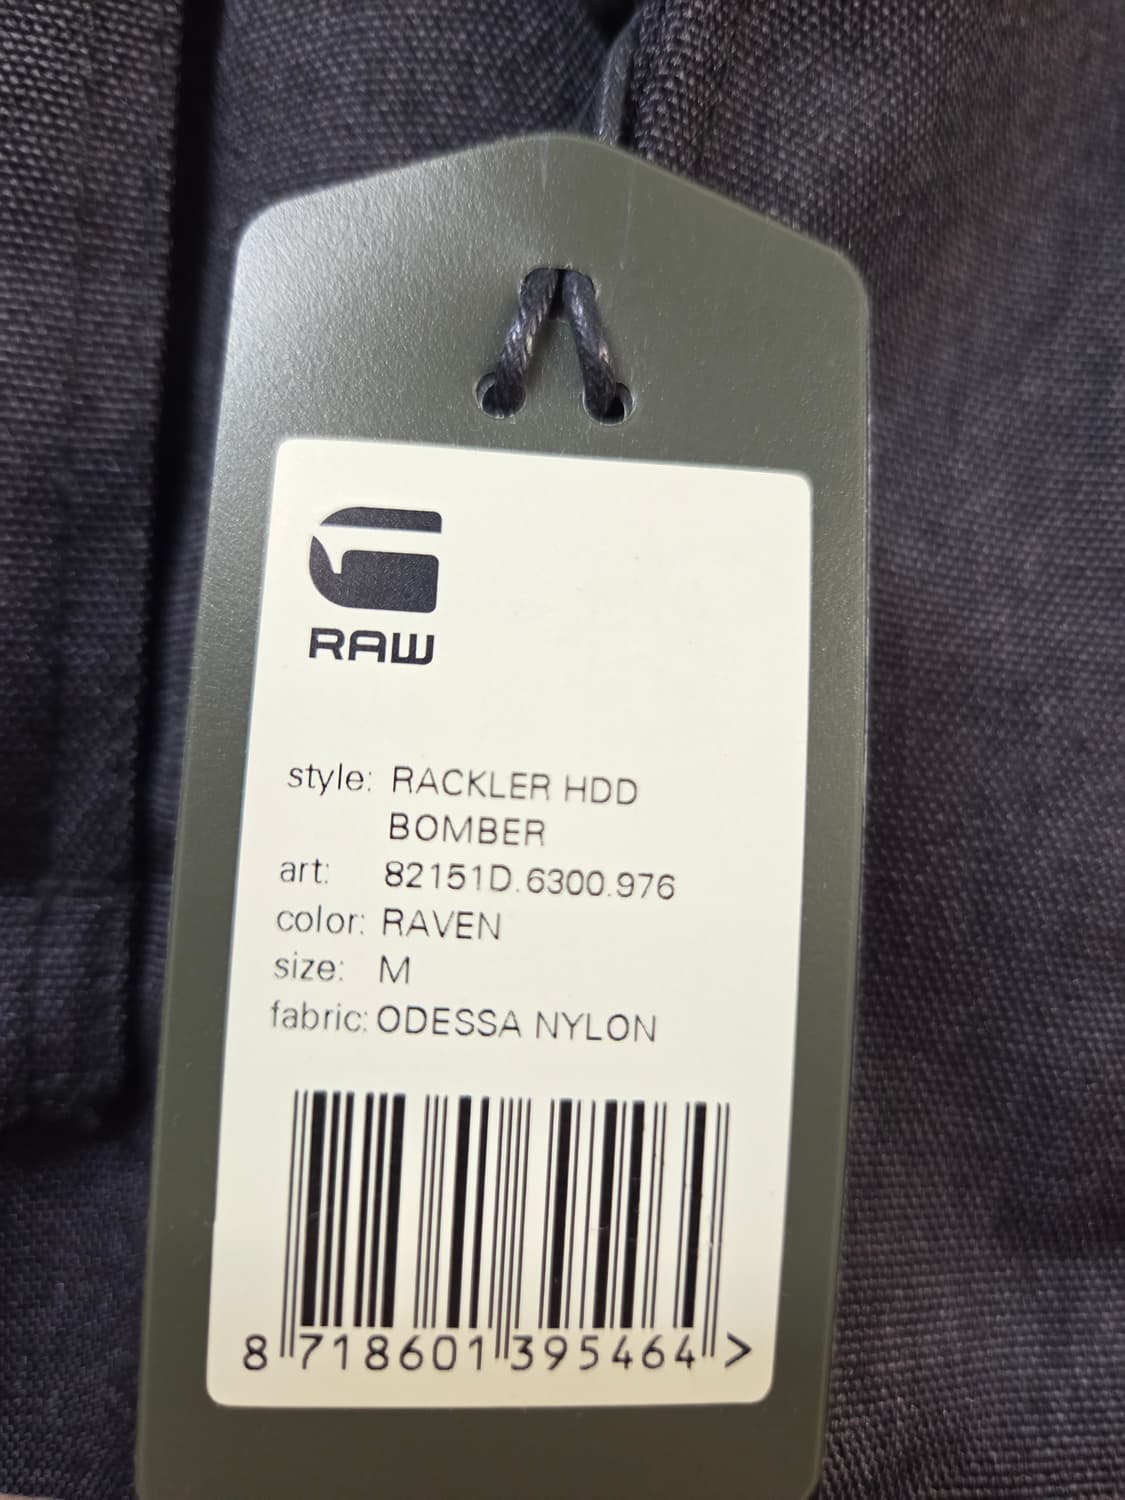 RAW
style: RACKLER HDD
BOMBER
art: 82151D.6300.976
color: RAVEN
size: M
fabric: ODESSA NYLON
8 718601 395464 >